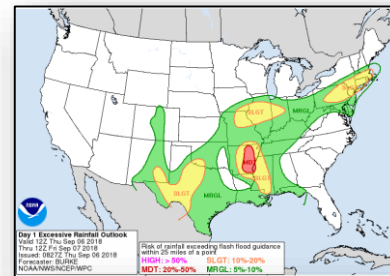 SLGT
MRGL
SLGT
MDT
SLGT
SLGT
MRGL
NOAA
Day 1 Excessive Rainfall Outlook
Valid 12Z Thu Sep 06 2018
Thru 12Z Fri Sep 07 2018
Issued: 0827Z Thu Sep 06 2018
Forecaster: BURKE
NOAA/NWS/NCEP/WPC
Risk of rainfall exceeding flash flood guidance
within 25 miles of a point
HIGH: > 50% SLGT: 10%-20%
MDT: 20%-50% MRGL: 5%-10%